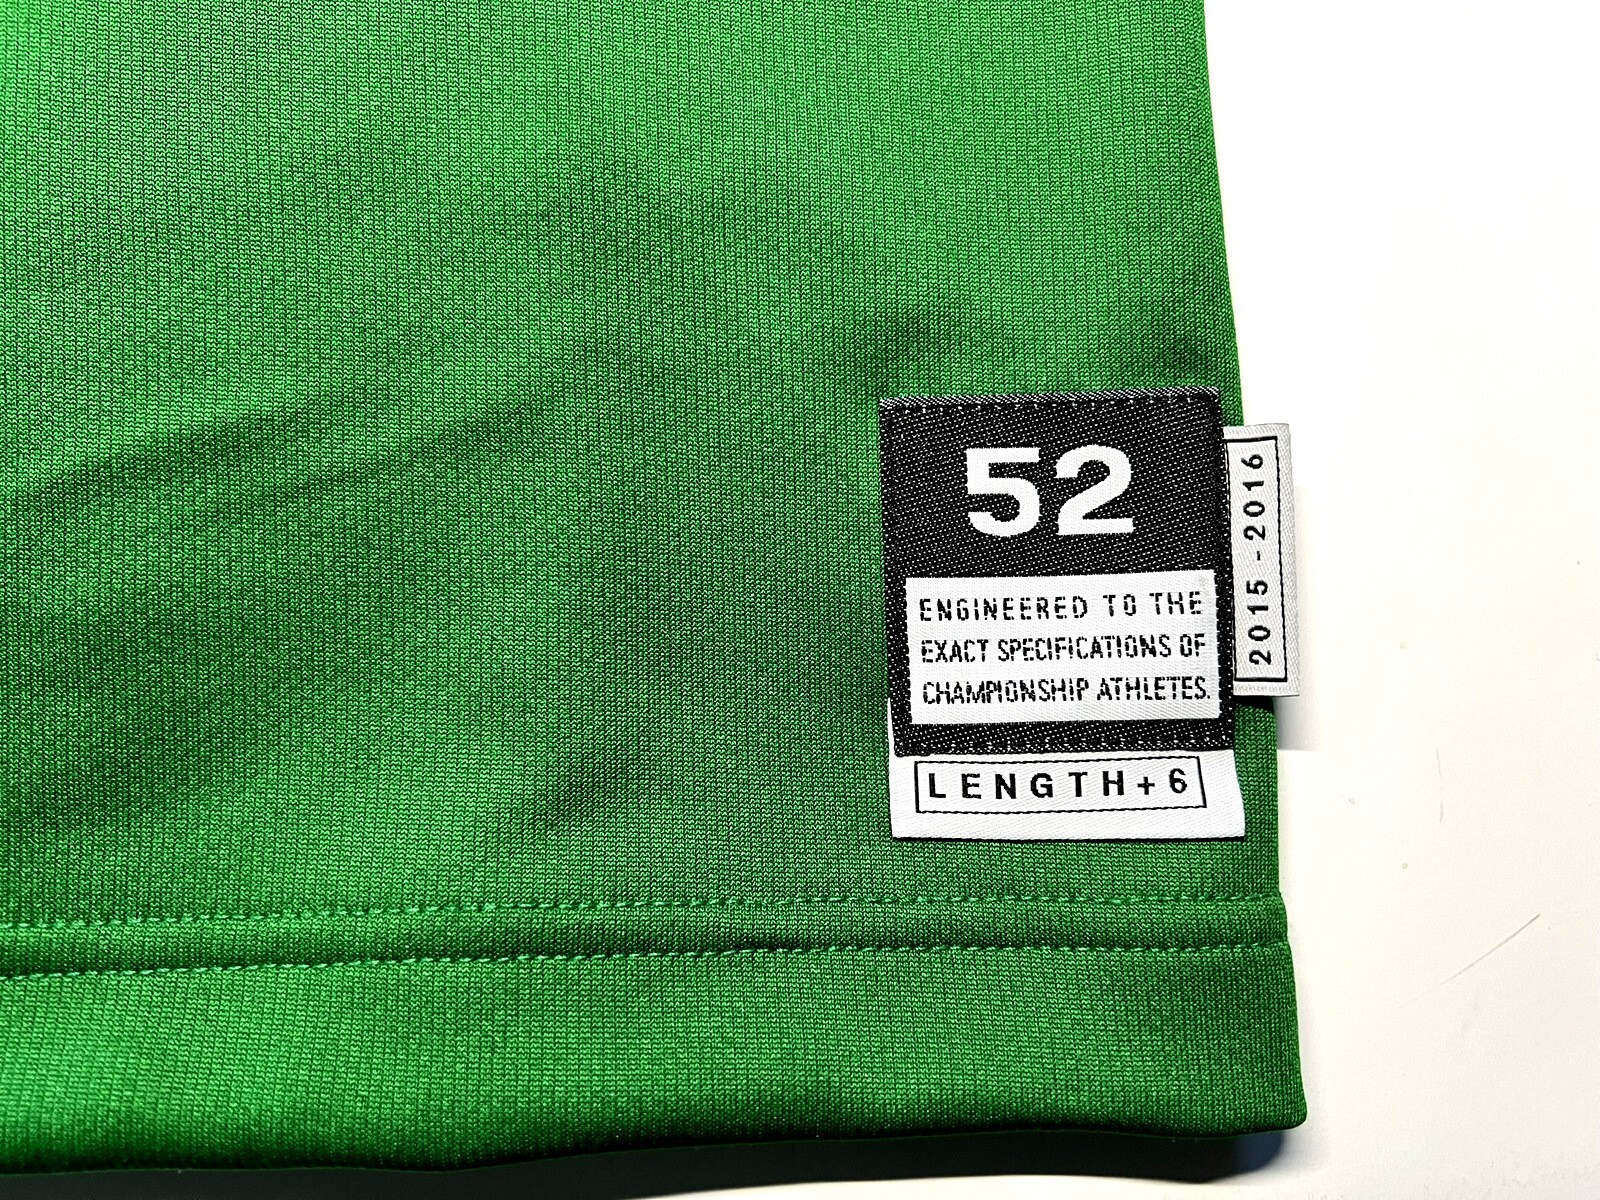 52
ENGINEERED TO THE
EXACT SPECIFICATIONS OF
CHAMPIONSHIP ATHLETES.
LENGTH+6
2015-2016